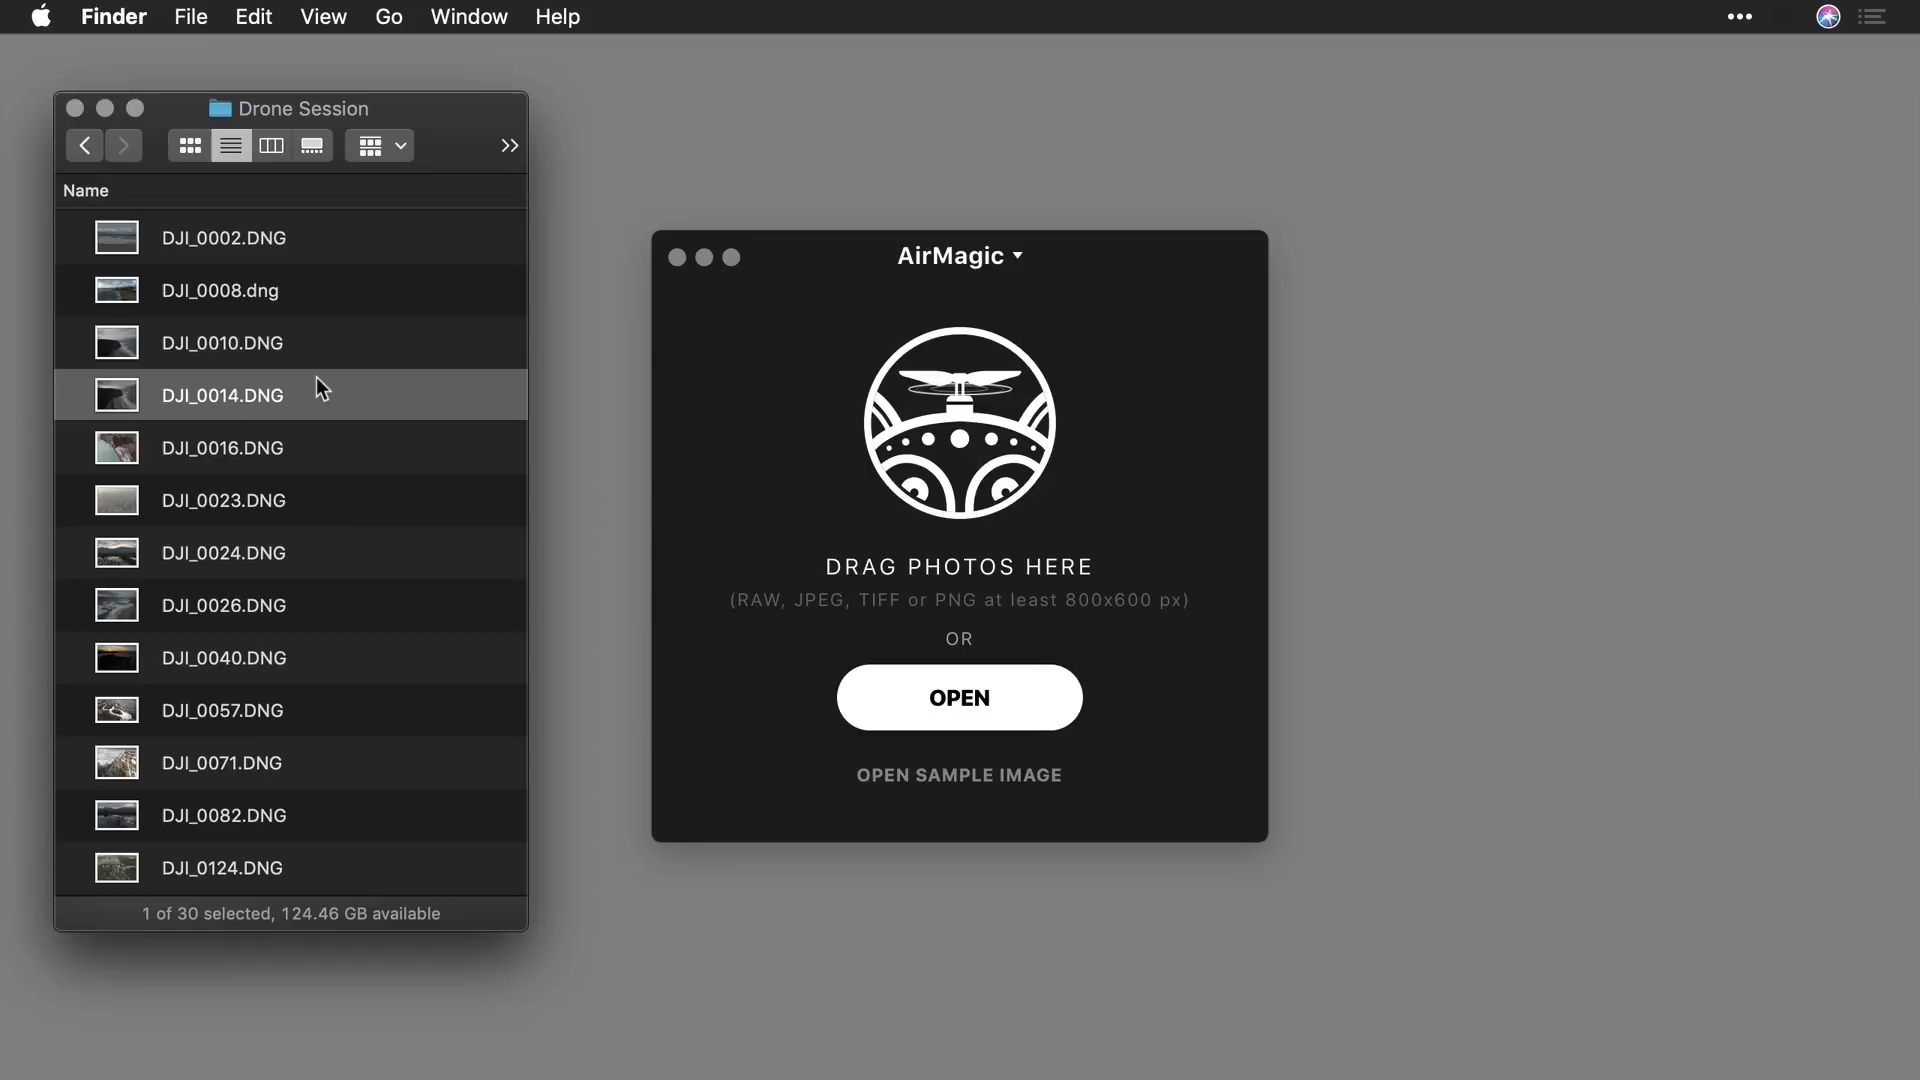 Finder File Edit View Go Window Help
Drone Session
Name
DJI_0002.DNG
DJI_0008.dng
DJI_0010.DNG
DJI_0014.DNG
DJI_0016.DNG
DJI_0023.DNG
DJI_0024.DNG
DJI_0026.DNG
DJI_0040.DNG
DJI_0057.DNG
DJI_0071.DNG
DJI_0082.DNG
DJI_0124.DNG
1 of 30 selected, 124.46 GB available
AirMagic
DRAG PHOTOS HERE
(RAW, JPEG, TIFF or PNG at least 800x600 px)
OR
OPEN
OPEN SAMPLE IMAGE